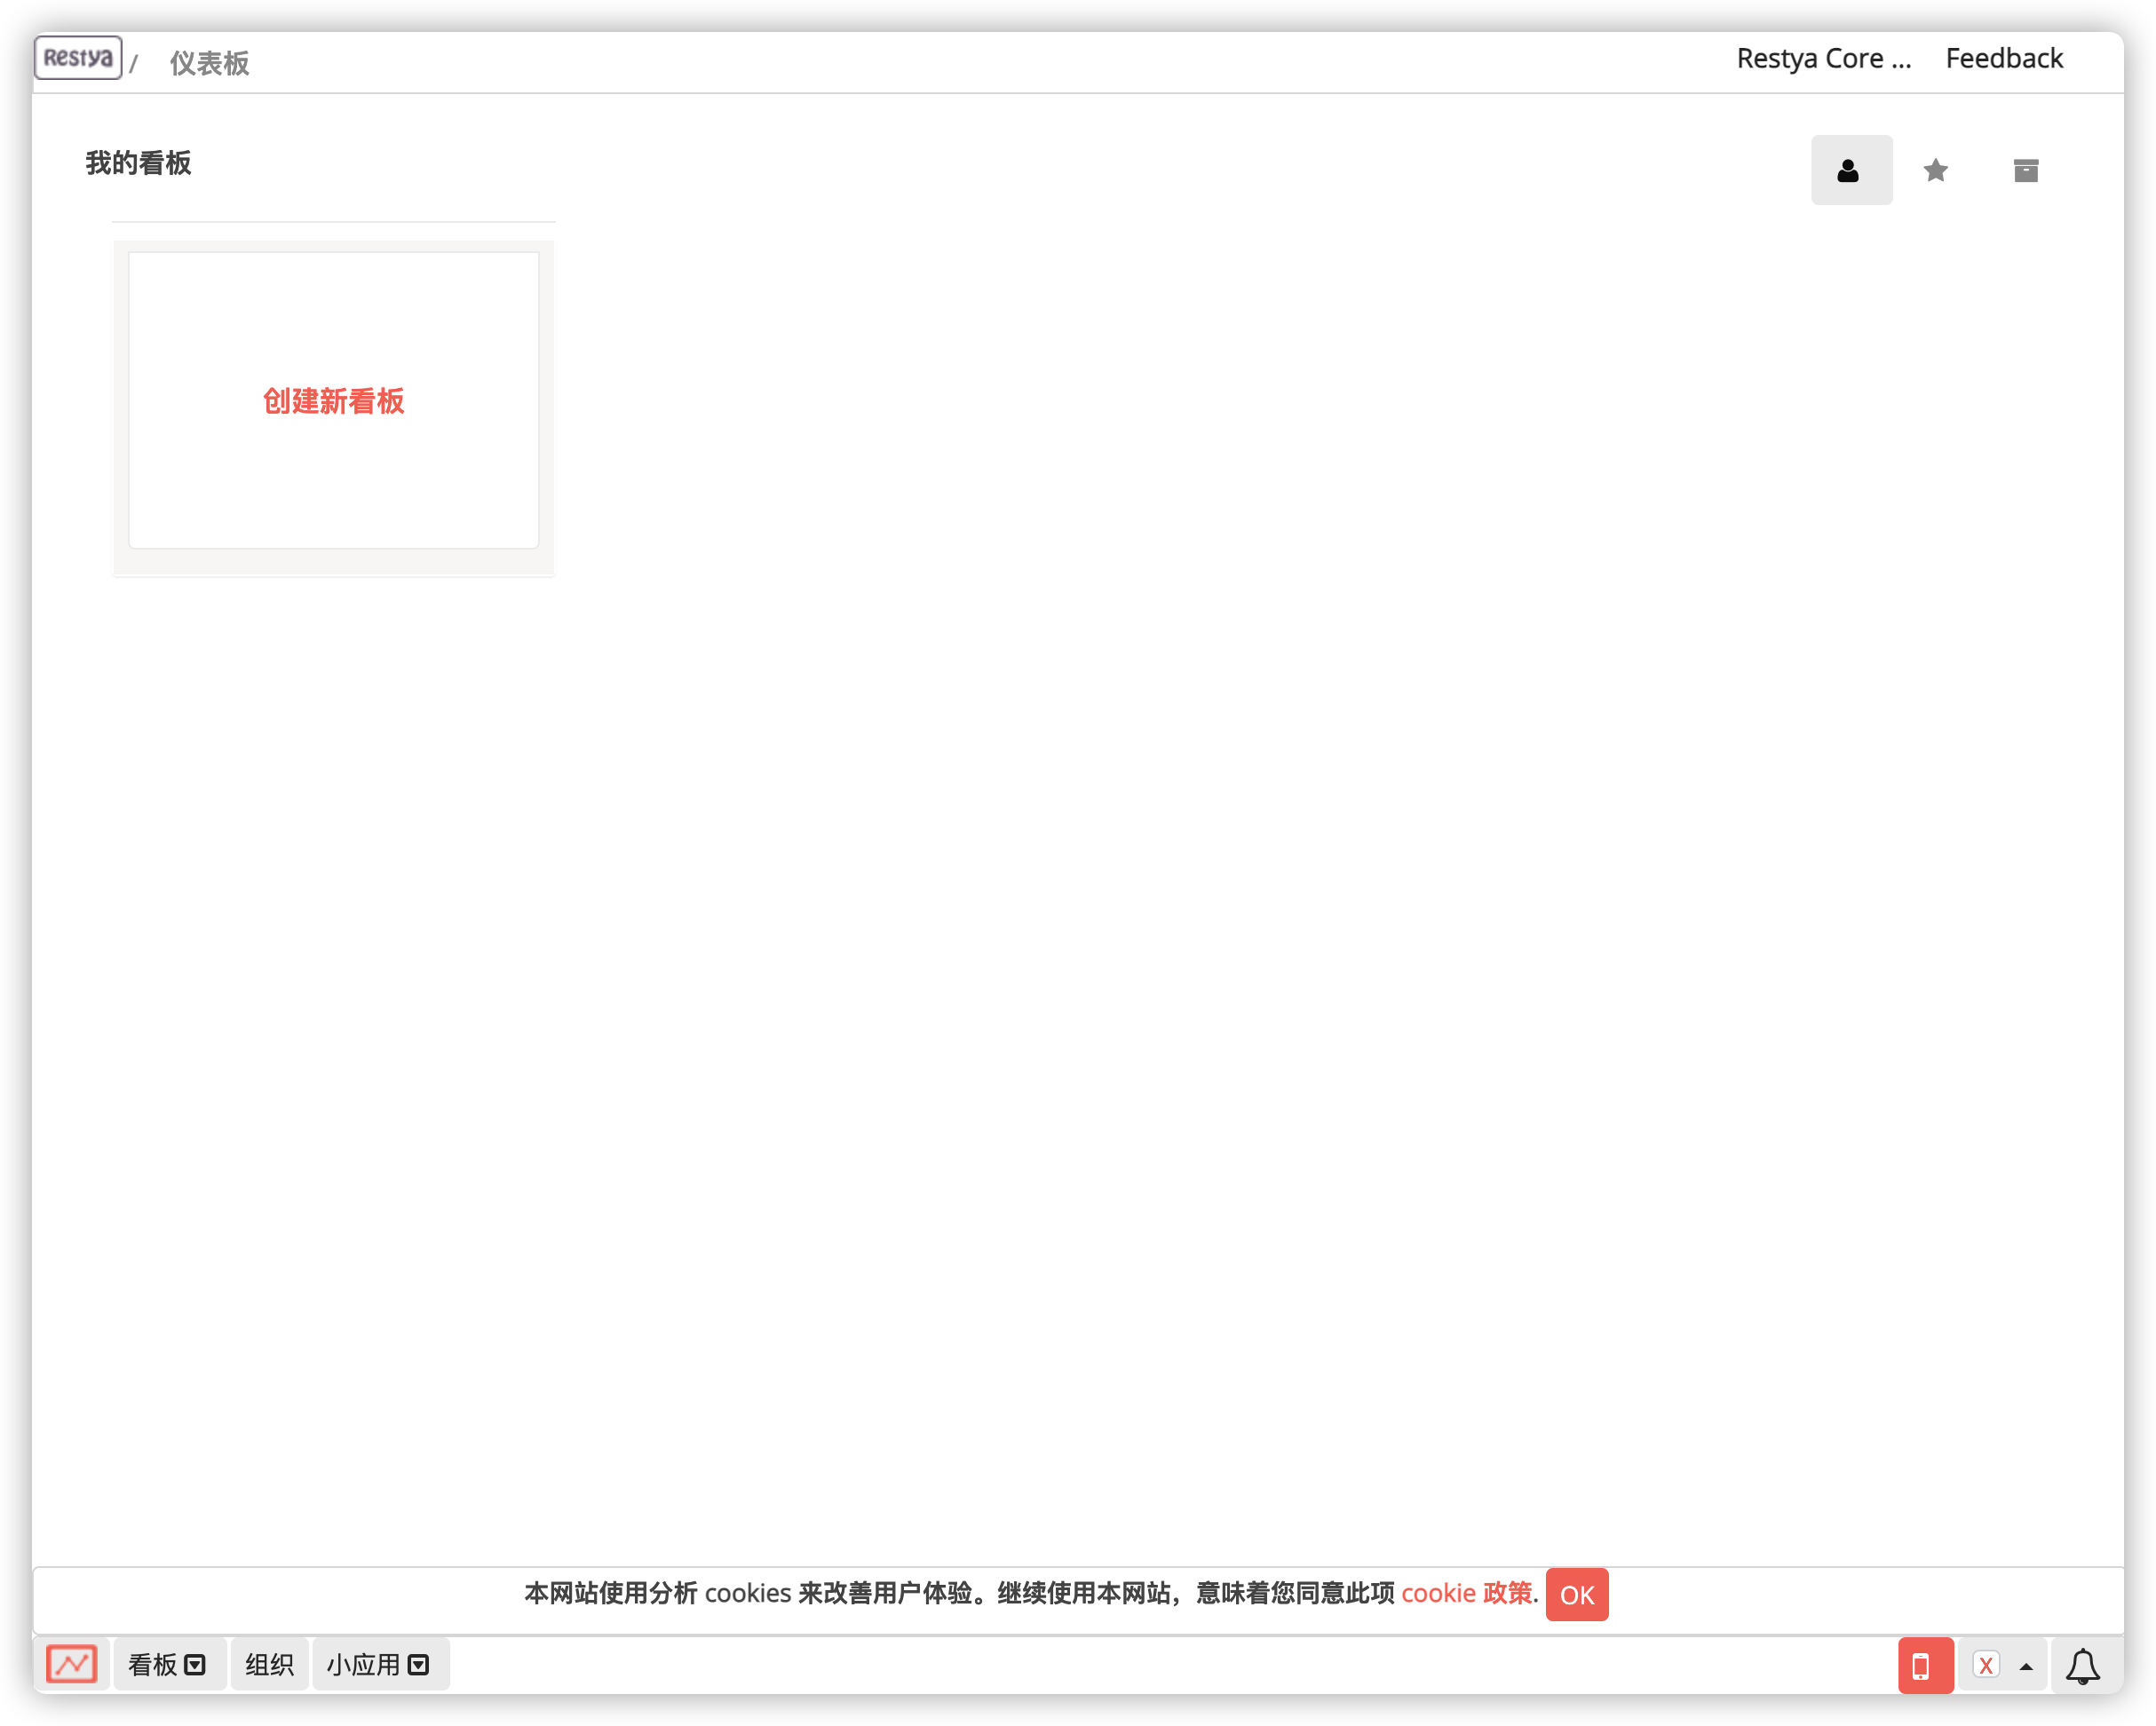 Restya / 仪表板 Restya Core ... Feedback
我的看板
创建新看板
本网站使用分析 cookies 来改善用户体验。继续使用本网站，意味着您同意此项 cookie 政策. OK
看板 组织 小应用 X